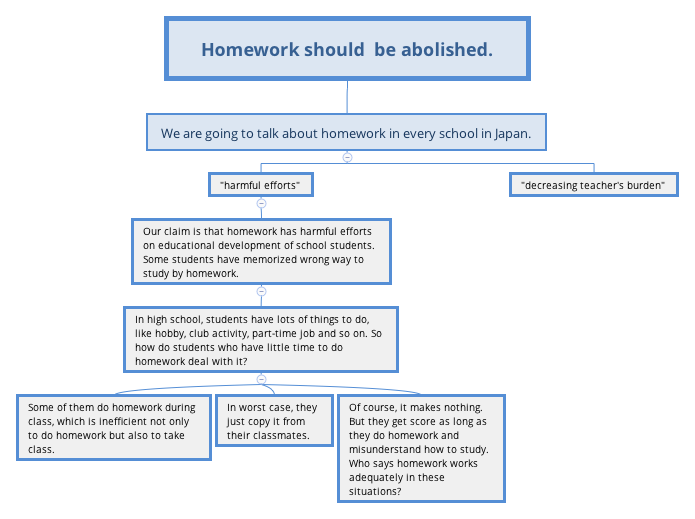 Homework should be abolished.
We are going to talk about homework in every school in Japan.
"harmful efforts"
"decreasing teacher's burden"
Our claim is that homework has harmful efforts
on educational development of school students.
Some students have memorized wrong way to
study by homework.
In high school, students have lots of things to do,
like hobby, club activity, part-time job and so on. So
how do students who have little time to do
homework deal with it?
Some of them do homework during
class, which is inefficient not only
to do homework but also to take
class.
In worst case, they
just copy it from
their classmates.
Of course, it makes nothing.
But they get score as long as
they do homework and
misunderstand how to study.
Who says homework works
adequately in these
situations?